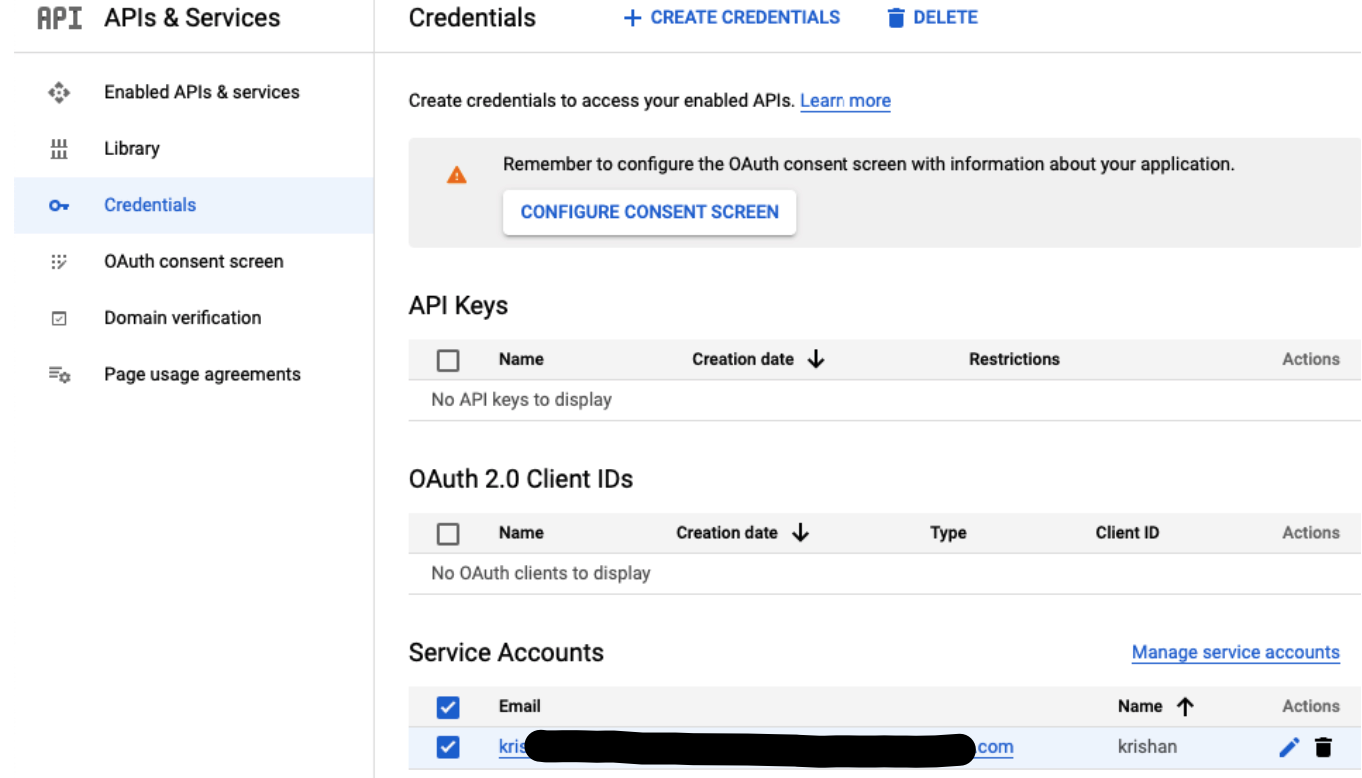 API APIs & Services
Credentials
+ CREATE CREDENTIALS
DELETE
Enabled APIs & services
Library
Credentials
OAuth consent screen
Domain verification
Page usage agreements
Create credentials to access your enabled APIs. Learn more
Remember to configure the OAuth consent screen with information about your application.
CONFIGURE CONSENT SCREEN
API Keys
Name Creation date Restrictions Actions
No API keys to display
OAuth 2.0 Client IDs
Name Creation date Type Client ID Actions
No OAuth clients to display
Service Accounts
Manage service accounts
Email Name Actions
kris .com krishan